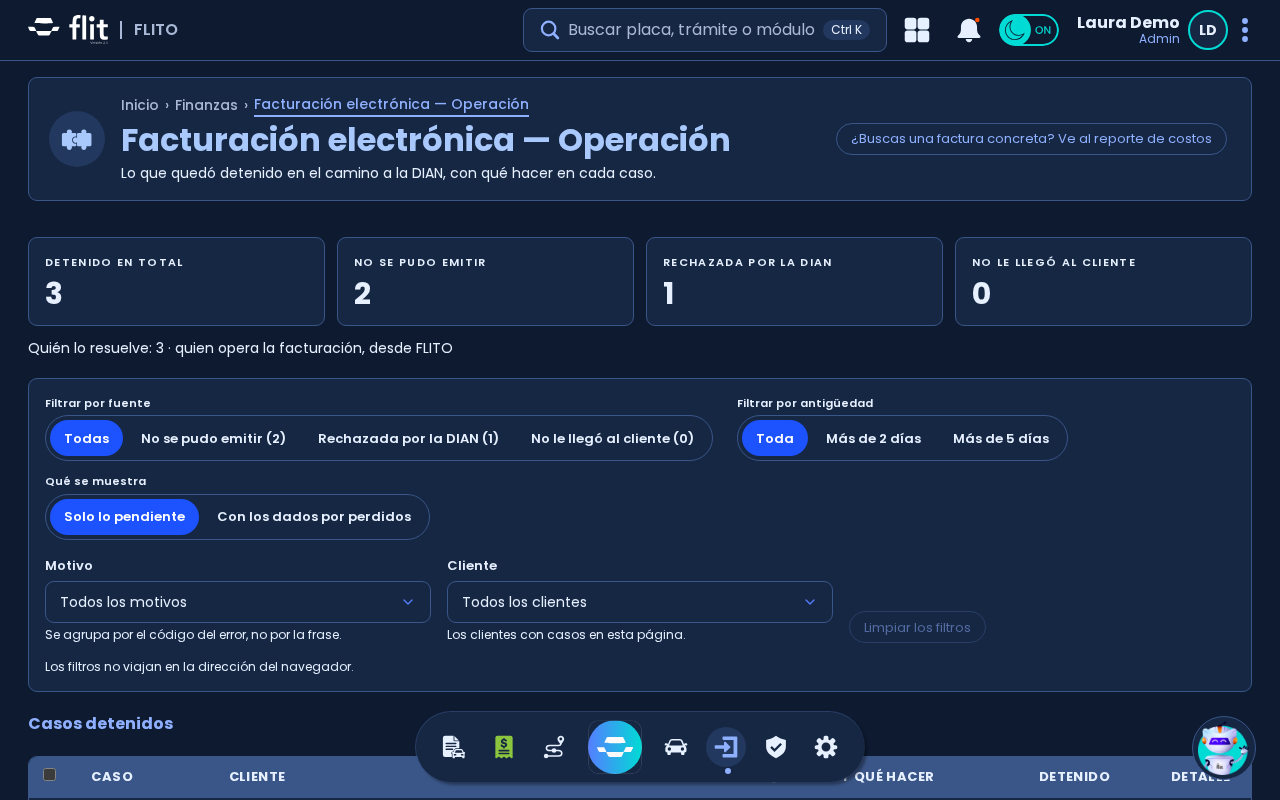 flit
FLITO
Buscar placa, trámite o módulo
Ctrl K
ON
Laura Demo
Admin
LD
Inicio › Finanzas › Facturación electrónica — Operación
Facturación electrónica — Operación
Lo que quedó detenido en el camino a la DIAN, con qué hacer en cada caso.
¿Buscas una factura concreta? Ve al reporte de costos
DETENIDO EN TOTAL
3
NO SE PUDO EMITIR
2
RECHAZADA POR LA DIAN
1
NO LE LLEGÓ AL CLIENTE
0
Quién lo resuelve: 3 · quien opera la facturación, desde FLITO
Filtrar por fuente
Todas
No se pudo emitir (2)
Rechazada por la DIAN (1)
No le llegó al cliente (0)
Filtrar por antigüedad
Toda
Más de 2 días
Más de 5 días
Qué se muestra
Solo lo pendiente
Con los dados por perdidos
Motivo
Todos los motivos
Se agrupa por el código del error, no por la frase.
Cliente
Todos los clientes
Los clientes con casos en esta página.
Limpiar los filtros
Los filtros no viajan en la dirección del navegador.
Casos detenidos
CASO
CLIENTE
QUÉ HACER
DETENIDO
DETALLE